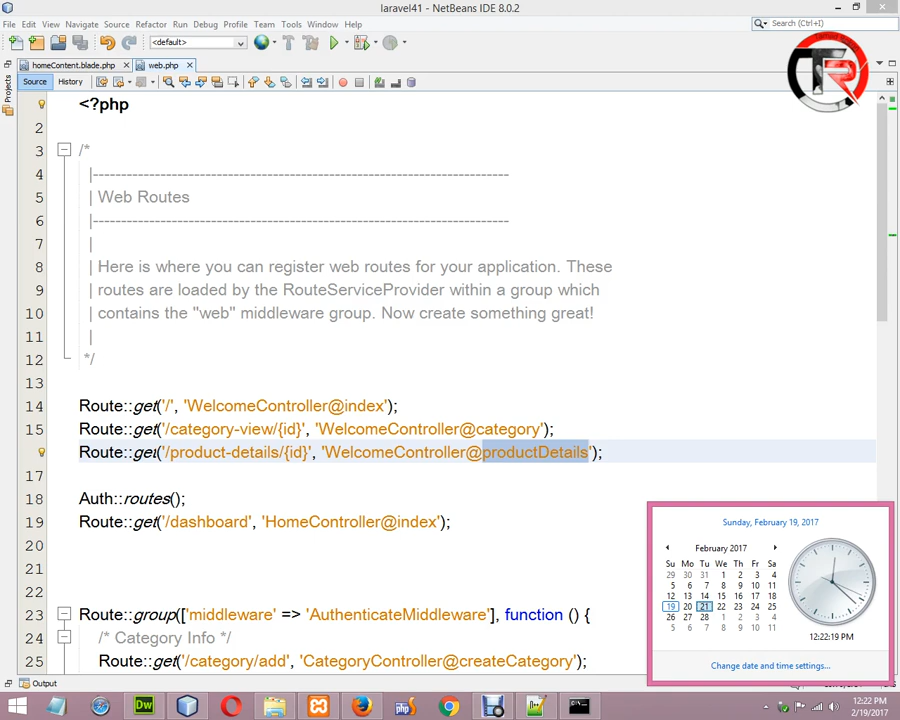 laravel41 - NetBeans IDE 8.0.2
File Edit View Navigate Source Refactor Run Debug Profile Team Tools Window Help
Search (Ctrl+I)
<default>
homeContent.blade.php
web.php
Projects
Source History
<?php
2
3 /*
4 |--------------------------------------------------------------------------
5 | Web Routes
6 |--------------------------------------------------------------------------
7 |
8 | Here is where you can register web routes for your application. These
9 | routes are loaded by the RouteServiceProvider within a group which
10 | contains the "web" middleware group. Now create something great!
11 |
12 */
13
14 Route::get('/', 'WelcomeController@index');
15 Route::get('/category-view/{id}', 'WelcomeController@category');
Route::get('/product-details/{id}', 'WelcomeController@productDetails');
17
18 Auth::routes();
19 Route::get('/dashboard', 'HomeController@index');
20
21
22
23 Route::group(['middleware' => 'AuthenticateMiddleware'], function () {
24 /* Category Info */
25 Route::get('/category/add', 'CategoryController@createCategory');
Sunday, February 19, 2017
February 2017
Su Mo Tu We Th Fr Sa
29 30 31 1 2 3 4
5 6 7 8 9 10 11
12 13 14 15 16 17 18
19 20 21 22 23 24 25
26 27 28 1 2 3 4
5 6 7 8 9 10 11
12:22:19 PM
Change date and time settings...
Output
Dw
php
12:22 PM
2/19/2017